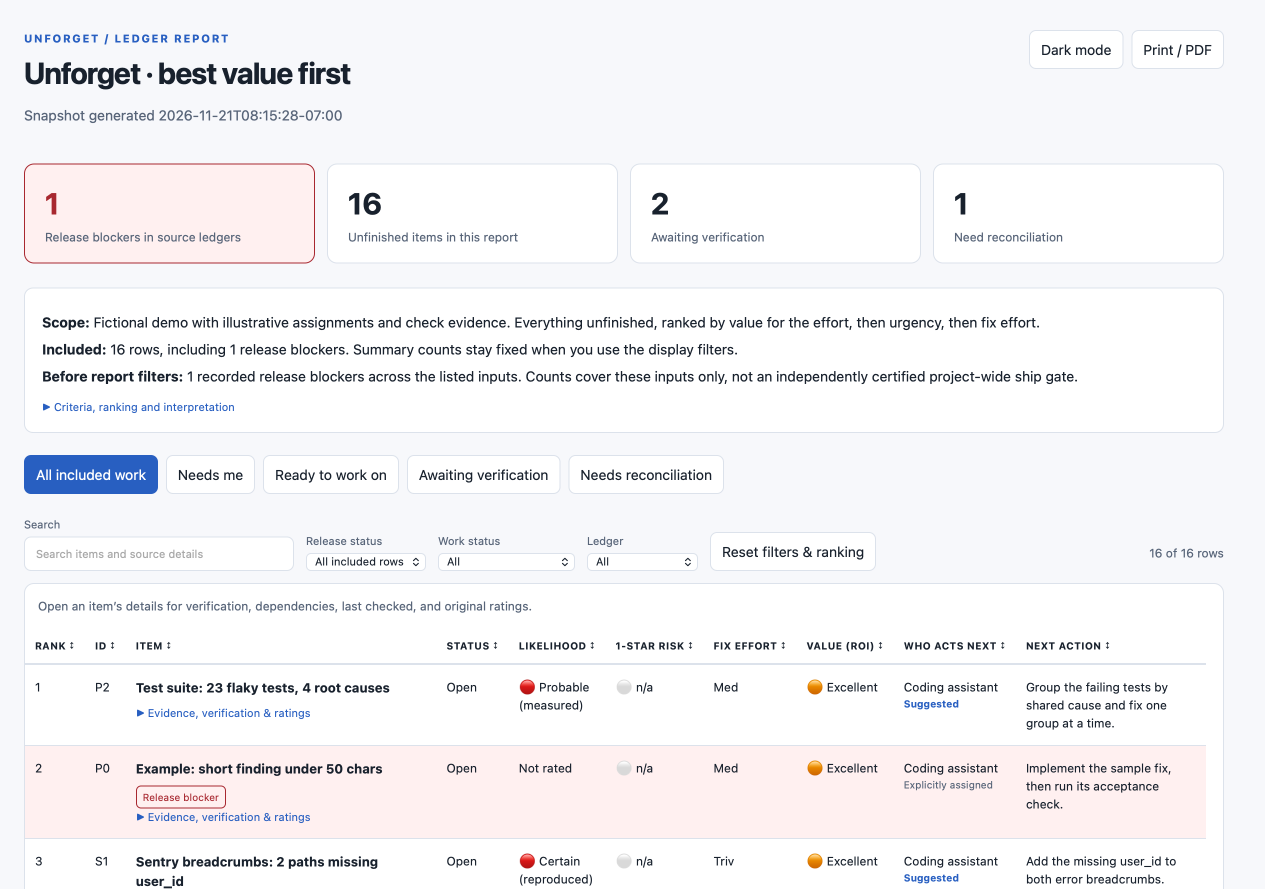 UNFORGET / LEDGER REPORT
Unforget · best value first
Snapshot generated 2026-11-21T08:15:28-07:00
Dark mode
Print / PDF
1
Release blockers in source ledgers
16
Unfinished items in this report
2
Awaiting verification
1
Need reconciliation
Scope: Fictional demo with illustrative assignments and check evidence. Everything unfinished, ranked by value for the effort, then urgency, then fix effort.
Included: 16 rows, including 1 release blockers. Summary counts stay fixed when you use the display filters.
Before report filters: 1 recorded release blockers across the listed inputs. Counts cover these inputs only, not an independently certified project-wide ship gate.
▶ Criteria, ranking and interpretation
All included work
Needs me
Ready to work on
Awaiting verification
Needs reconciliation
Search
Search items and source details
Release status
All included rows
Work status
All
Ledger
All
Reset filters & ranking
16 of 16 rows
Open an item's details for verification, dependencies, last checked, and original ratings.
RANK ↕ ID ↕ ITEM ↕ STATUS ↕ LIKELIHOOD ↕ 1-STAR RISK ↕ FIX EFFORT ↕ VALUE (ROI) ↕ WHO ACTS NEXT ↕ NEXT ACTION ↕
1 P2 Test suite: 23 flaky tests, 4 root causes Open Probable n/a Med Excellent Coding assistant Group the failing tests by
▶ Evidence, verification & ratings (measured) Suggested shared cause and fix one
group at a time.
2 P0 Example: short finding under 50 chars Open Not rated n/a Med Excellent Coding assistant Implement the sample fix,
Release blocker Explicitly assigned then run its acceptance
▶ Evidence, verification & ratings check.
3 S1 Sentry breadcrumbs: 2 paths missing Open Certain n/a Triv Excellent Coding assistant Add the missing user_id to
user_id (reproduced) Suggested both error breadcrumbs.